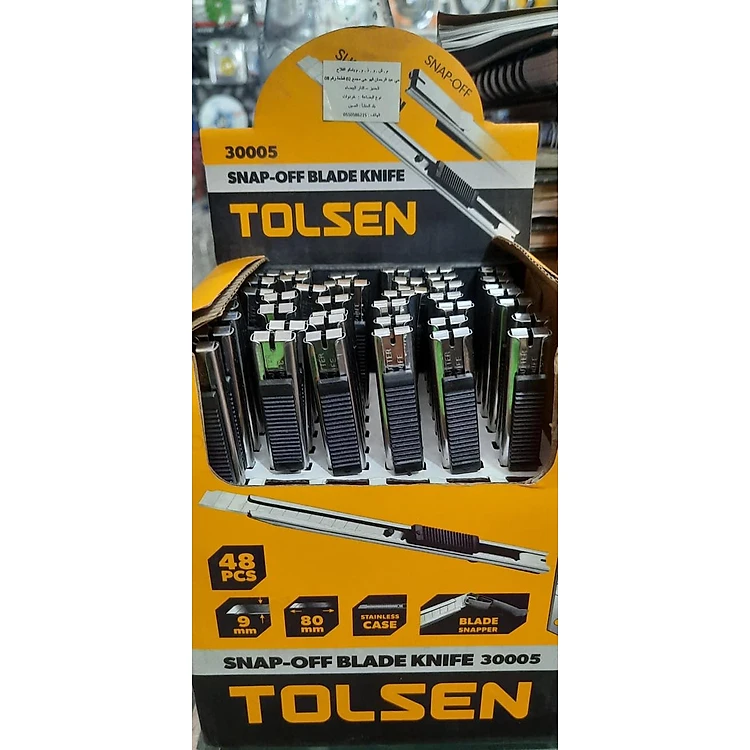 SNAP-OFF
30005
SNAP-OFF BLADE KNIFE
TOLSEN
48
PCS
9
mm
80
mm
STAINLESS
CASE
BLADE
SNAPPER
SNAP-OFF BLADE KNIFE 30005
TOLSEN